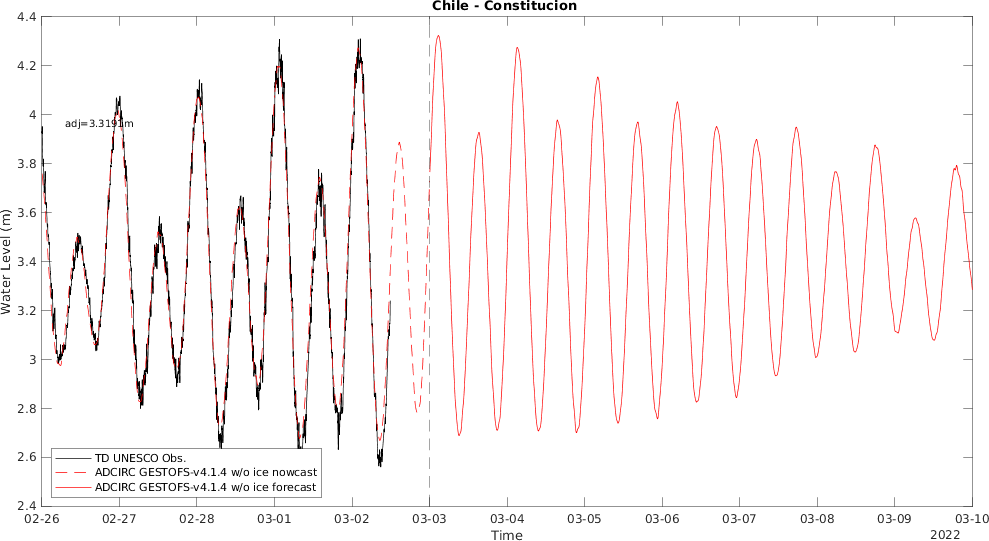 Chile - Constitucion
4.4
4.2
4
3.8
3.6
3.4
3.2
3
2.8
2.6
2.4
Water Level (m)
adj=3.3191m
TD UNESCO Obs.
ADCIRC GESTOFS-v4.1.4 w/o ice nowcast
ADCIRC GESTOFS-v4.1.4 w/o ice forecast
02-26 02-27 02-28 03-01 03-02 03-03 03-04 03-05 03-06 03-07 03-08 03-09 03-10
Time
2022